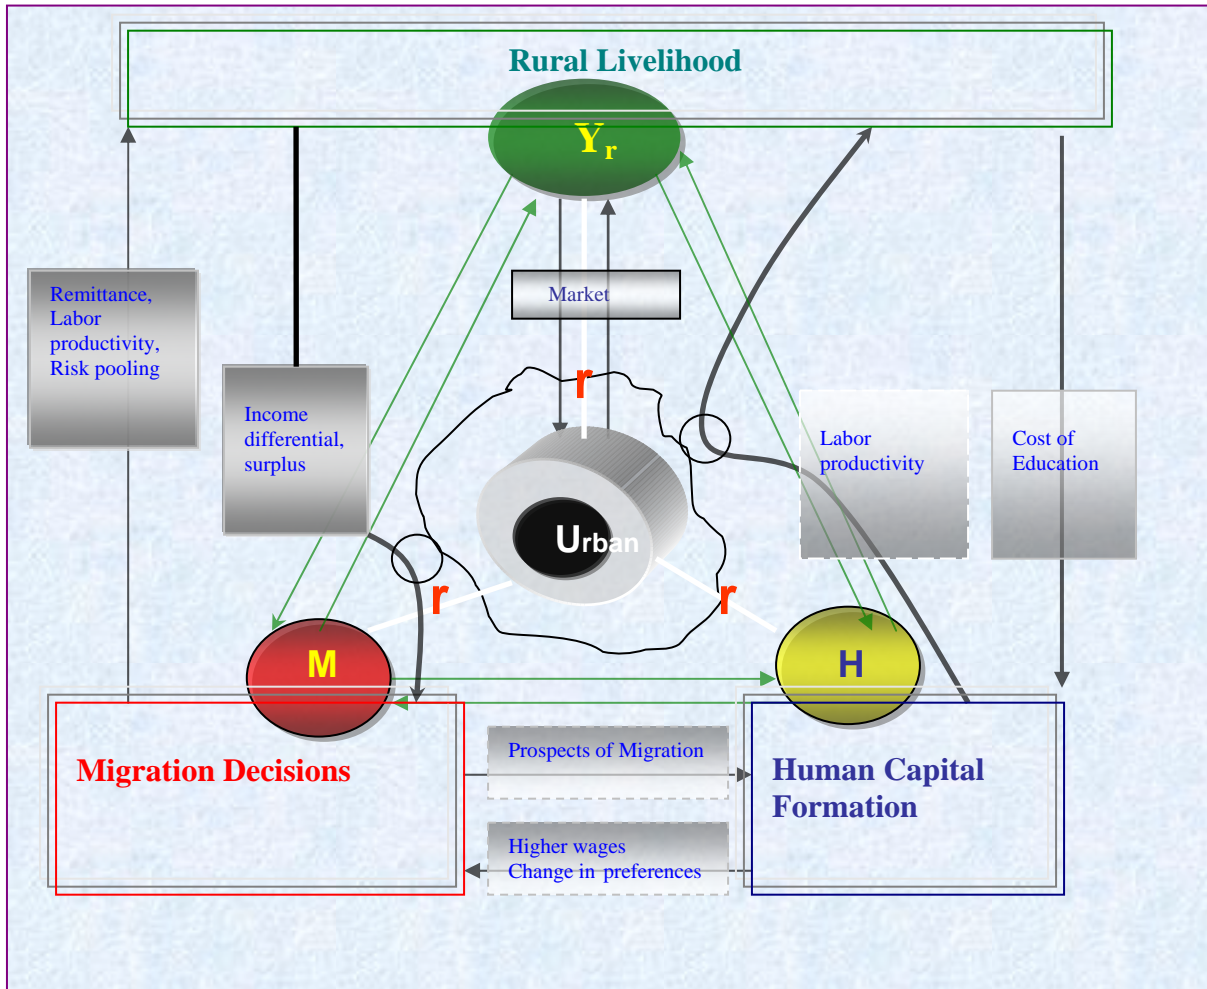 Rural Livelihood
Yr
Market
Remittance,
Labor
productivity,
Risk pooling
Income
differential,
surplus
r
Labor
productivity
Cost of
Education
Urban
r
r
M
H
Migration Decisions
Prospects of Migration
Human Capital
Formation
Higher wages
Change in preferences